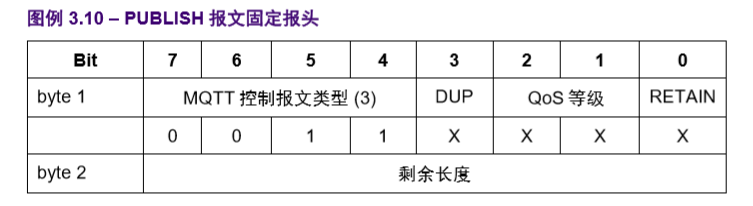 图例 3.10 – PUBLISH 报文固定报头
Bit 7 6 5 4 3 2 1 0
byte 1 MQTT 控制报文类型 (3) DUP QoS 等级 RETAIN
0 0 1 1 X X X X
byte 2 剩余长度